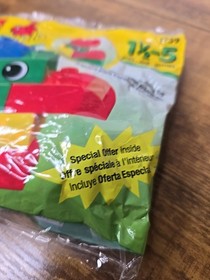 1½-5
Special Offer inside
Offre spéciale à l'intérieur
Incluye Oferta Especial